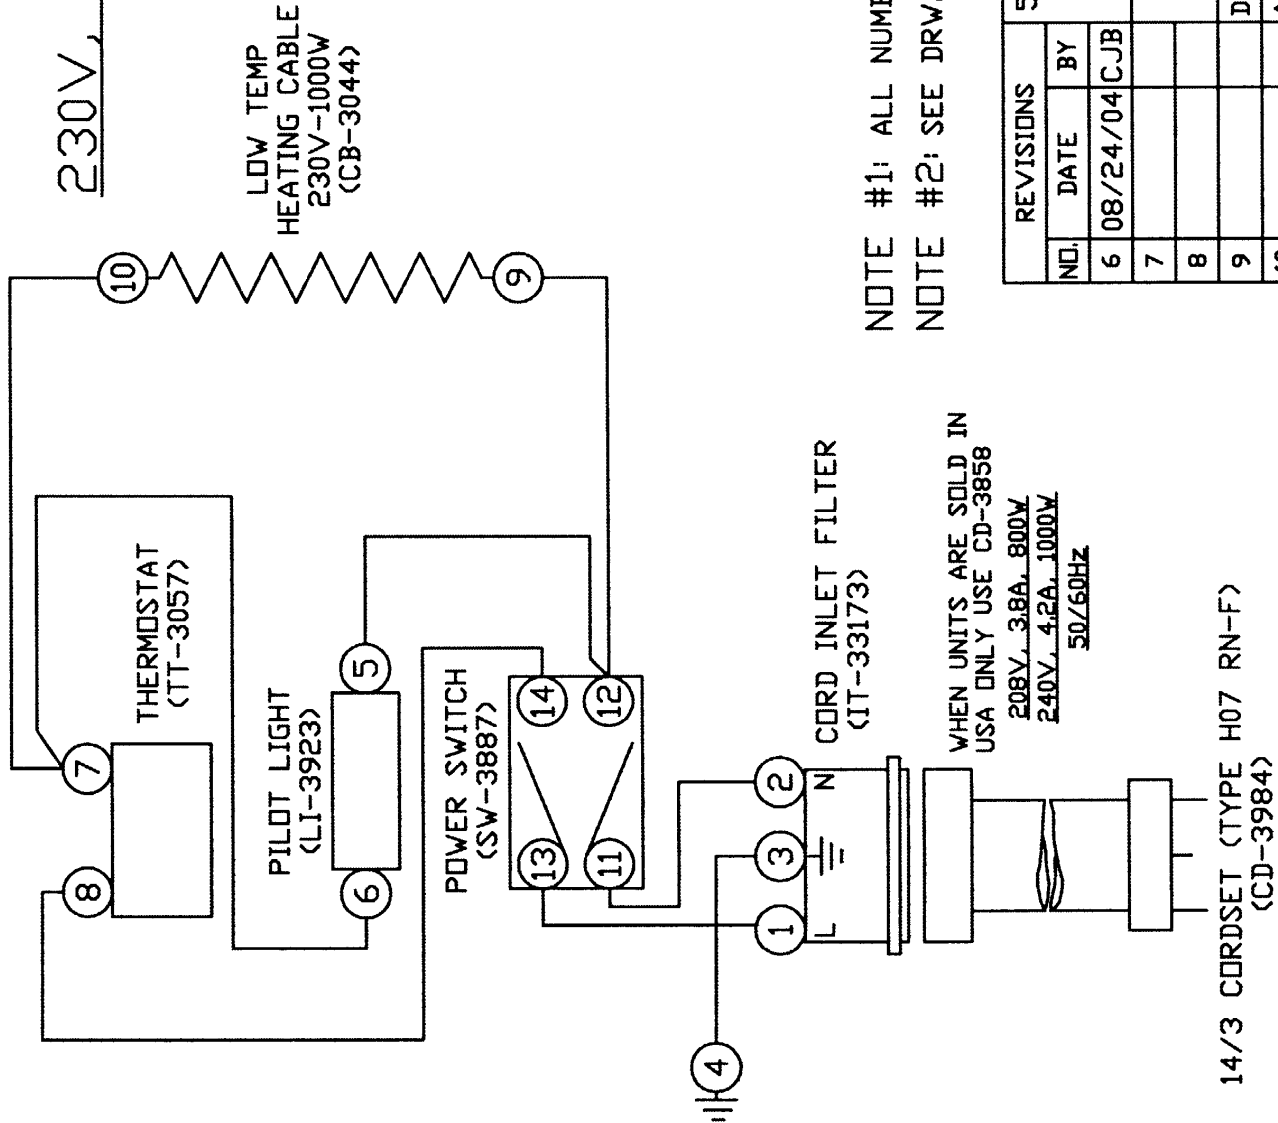 230V,
LOW TEMP
HEATING CABLE
230V-1000W
(CB-3044)
10
9
THERMOSTAT
(TT-3057)
7
8
PILOT LIGHT
(LI-3923)
5
6
POWER SWITCH
(SW-3887)
14
12
13
11
CORD INLET FILTER
(IT-33173)
2
N
3
1
L
4
WHEN UNITS ARE SOLD IN
USA ONLY USE CD-3858
208V, 3.8A, 800W
240V, 4.2A, 1000W
50/60Hz
14/3 CORDSET (TYPE H07 RN-F)
(CD-3984)
NOTE #1: ALL
NOTE #2: SEE
REVISIONS
NO. DATE BY
6 08/24/04 CJB
7
8
9